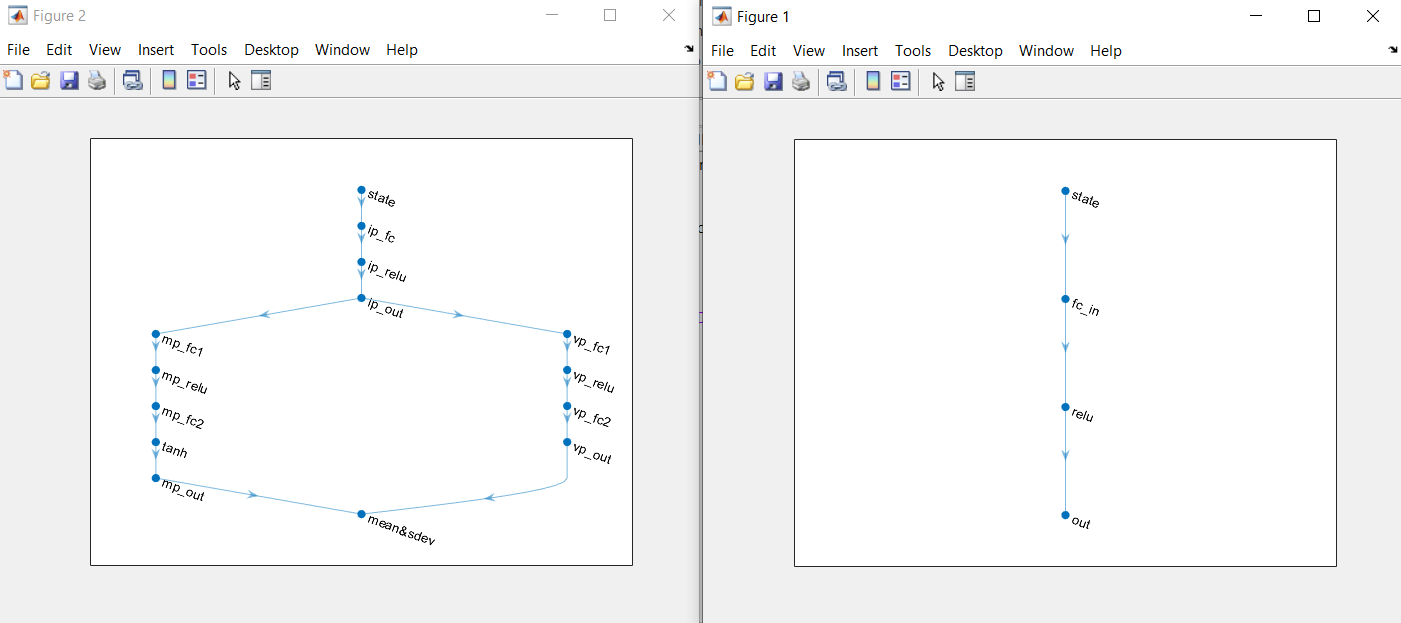 Figure 2
File Edit View Insert Tools Desktop Window Help
state
ip_fc
ip_relu
ip_out
mp_fc1
mp_relu
mp_fc2
tanh
mp_out
vp_fc1
vp_relu
vp_fc2
vp_out
mean&sdev
Figure 1
File Edit View Insert Tools Desktop Window Help
state
fc_in
relu
out